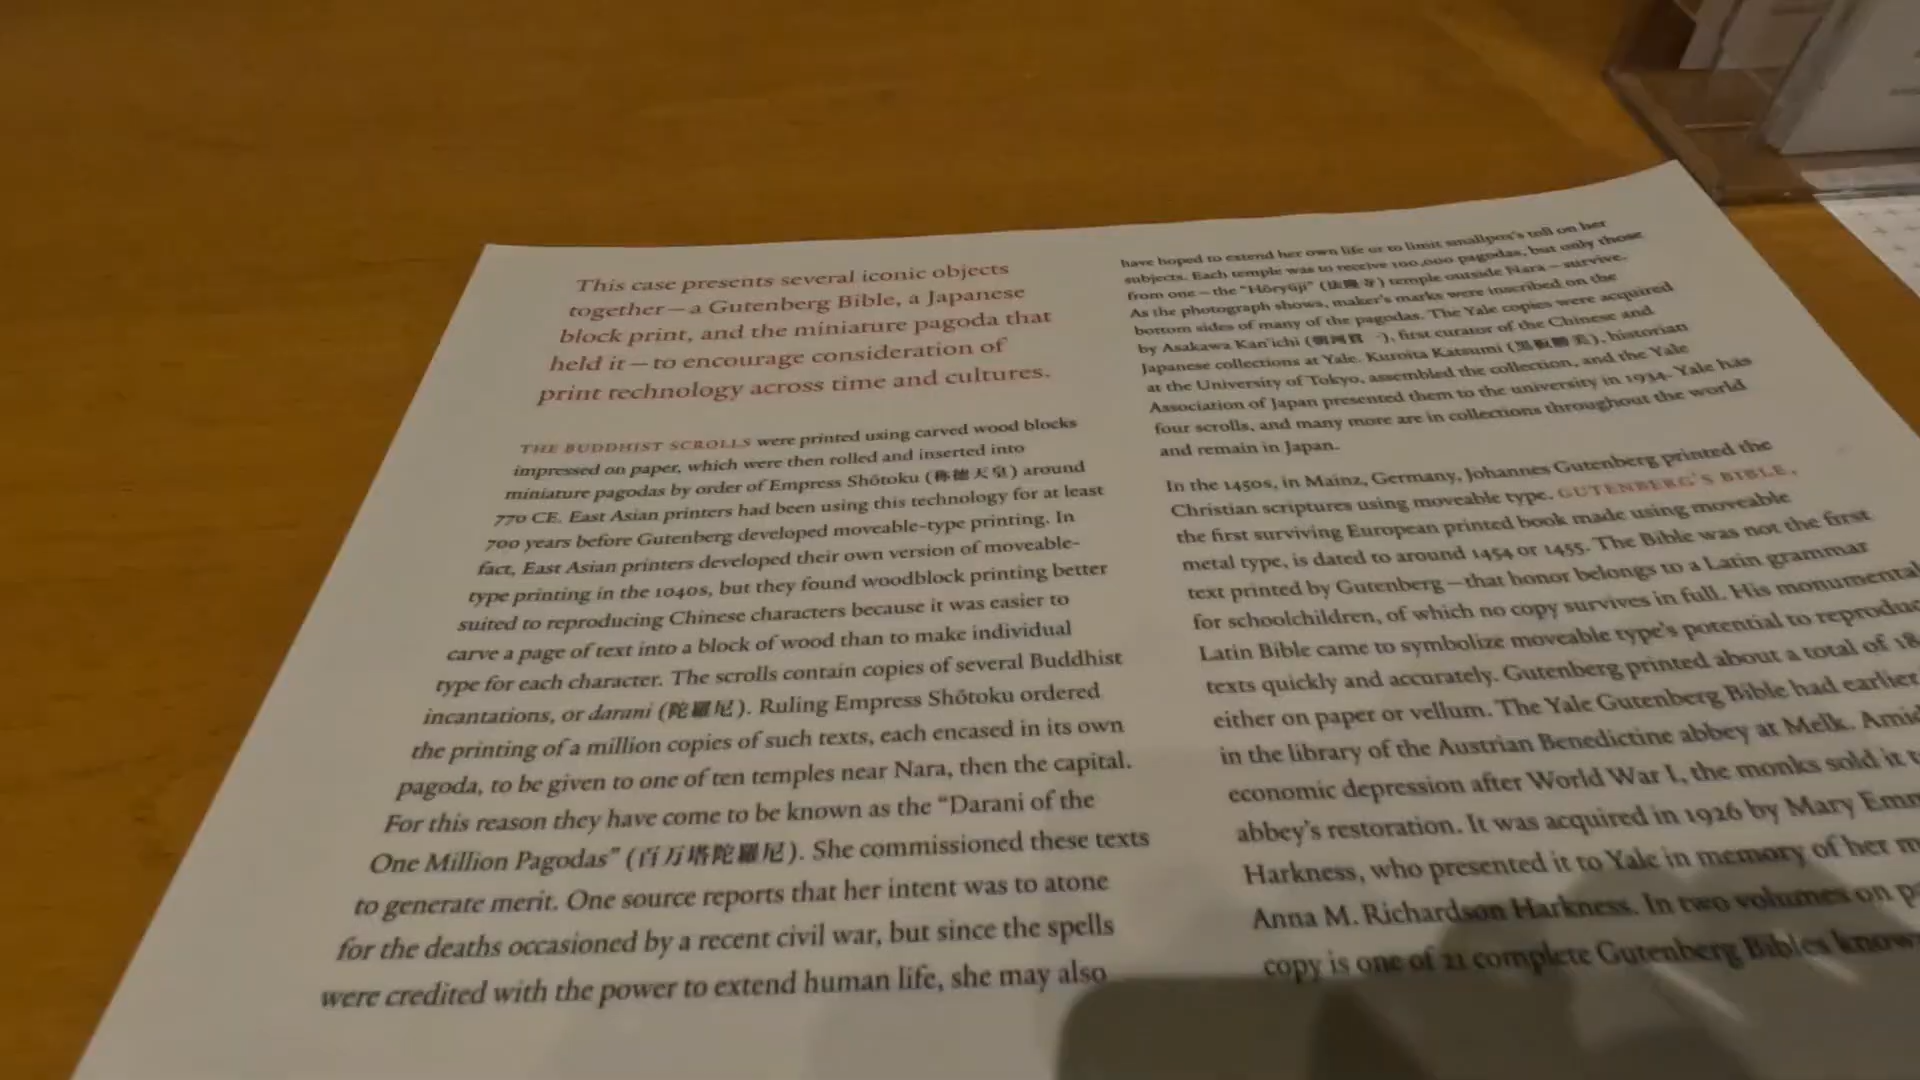 This case presents several iconic objects
together—a Gutenberg Bible, a Japanese
block print, and the miniature pagoda that
held it—to encourage consideration of
print technology across time and cultures.
THE BUDDHIST SCROLLS were printed using carved wood blocks
impressed on paper, which were then rolled and inserted into
miniature pagodas by order of Empress Shōtoku (称徳天皇) around
770 CE. East Asian printers had been using this technology for at least
700 years before Gutenberg developed moveable-type printing. In
fact, East Asian printers developed their own version of moveable-
type printing in the 1040s, but they found woodblock printing better
suited to reproducing Chinese characters because it was easier to
carve a page of text into a block of wood than to make individual
type for each character. The scrolls contain copies of several Buddhist
incantations, or darani (陀羅尼). Ruling Empress Shōtoku ordered
the printing of a million copies of such texts, each encased in its own
pagoda, to be given to one of ten temples near Nara, then the capital.
For this reason they have come to be known as the “Darani of the
One Million Pagodas” (百万塔陀羅尼). She commissioned these texts
to generate merit. One source reports that her intent was to atone
for the deaths occasioned by a recent civil war, but since the spells
were credited with the power to extend human life, she may also
have hoped to extend her own life or to limit smallpox's toll on her
subjects. Each temple was to receive 100,000 pagodas, but only those
from one—the “Hōryūji” (法隆寺) temple outside Nara—survive.
As the photograph shows, maker's marks were inscribed on the
bottom sides of many of the pagodas. The Yale copies were acquired
by Asakawa Kan'ichi (朝河貫一), first curator of the Chinese and
Japanese collections at Yale. Kuroita Katsumi (黒板勝美), historian
at the University of Tokyo, assembled the collection, and the Yale
Association of Japan presented them to the university in 1934. Yale has
four scrolls, and many more are in collections throughout the world
and remain in Japan.
In the 1450s, in Mainz, Germany, Johannes Gutenberg printed the
Christian scriptures using moveable type. GUTENBERG'S BIBLE,
the first surviving European printed book made using moveable
metal type, is dated to around 1454 or 1455. The Bible was not the first
text printed by Gutenberg—that honor belongs to a Latin grammar
for schoolchildren, of which no copy survives in full. His monumental
Latin Bible came to symbolize moveable type's potential to reproduc
texts quickly and accurately. Gutenberg printed about a total of 18
either on paper or vellum. The Yale Gutenberg Bible had earlier
in the library of the Austrian Benedictine abbey at Melk. Amid
economic depression after World War I, the monks sold it t
abbey's restoration. It was acquired in 1926 by Mary Emm
Harkness, who presented it to Yale in memory of her m
Anna M. Richardson Harkness. In two volumes on p
copy is one of 21 complete Gutenberg Bibles know